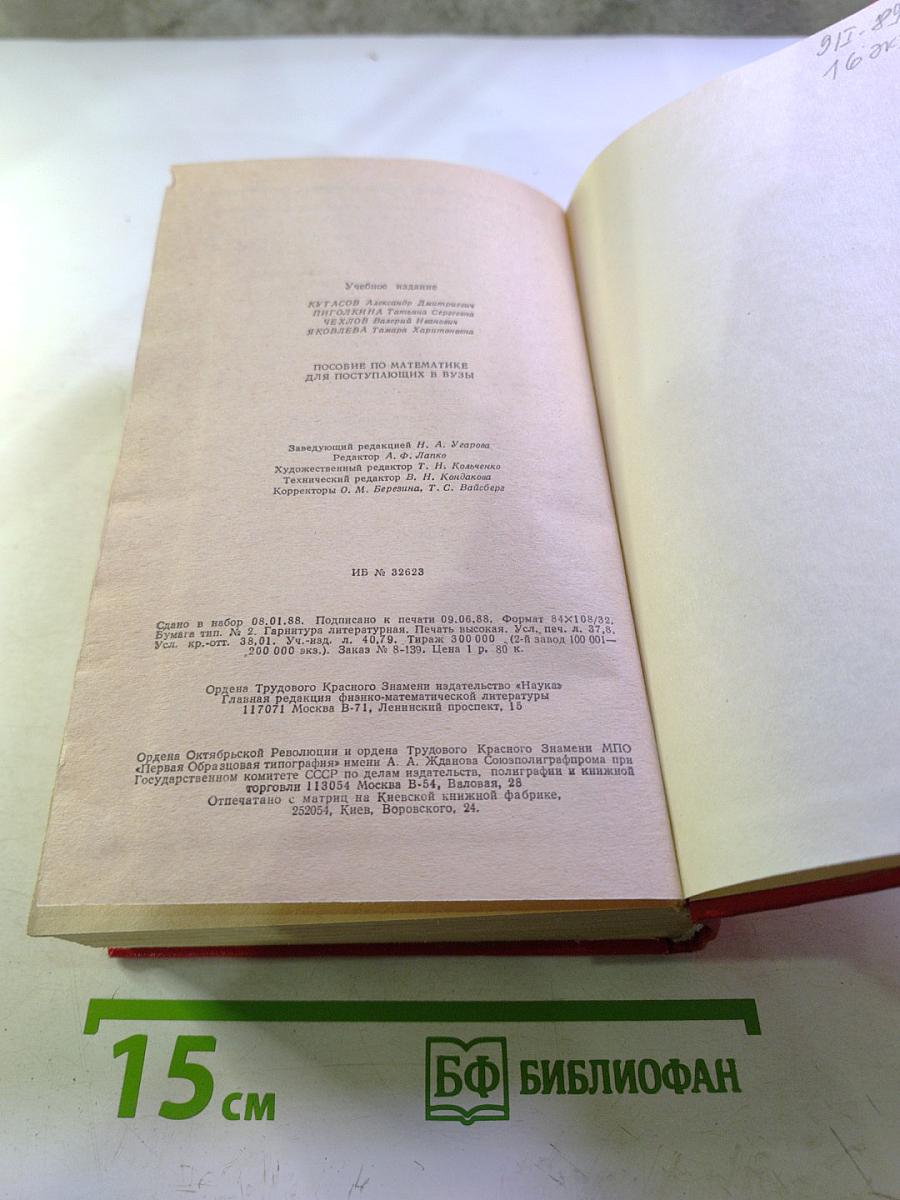 9II-89
16 эк
Учебное издание
КУТАСОВ Александр Дмитриевич
ПИГОЛКИНА Татьяна Сергеевна
ЧЕХЛОВ Валерий Иванович
ЯКОВЛЕВА Тамара Харитоновна
ПОСОБИЕ ПО МАТЕМАТИКЕ
ДЛЯ ПОСТУПАЮЩИХ В ВУЗЫ
Заведующий редакцией Н. А. Угарова
Редактор А. Ф. Лапко
Художественный редактор Т. Н. Кольченко
Технический редактор В. Н. Кондакова
Корректоры О. М. Березина, Т. С. Вайсберг
ИБ № 32623
Сдано в набор 08.01.88. Подписано к печати 09.06.88. Формат 84×108/32.
Бумага тип. № 2. Гарнитура литературная. Печать высокая. Усл. печ. л. 37,8.
Усл. кр.-отт. 38,01. Уч.-изд. л. 40,79. Тираж 300 000 (2-й завод 100 001—
200 000 экз.). Заказ № 8-139. Цена 1 р. 80 к.
Ордена Трудового Красного Знамени издательство «Наука»
Главная редакция физико-математической литературы
117071 Москва В-71, Ленинский проспект, 15
Ордена Октябрьской Революции и ордена Трудового Красного Знамени МПО
«Первая Образцовая типография» имени А. А. Жданова Союзполиграфпрома при
Государственном комитете СССР по делам издательств, полиграфии и книжной
торговли 113054 Москва В-54, Валовая, 28
Отпечатано с матриц на Киевской книжной фабрике,
252054, Киев, Воровского, 24.
15 см
БФ БИБЛИОФАН